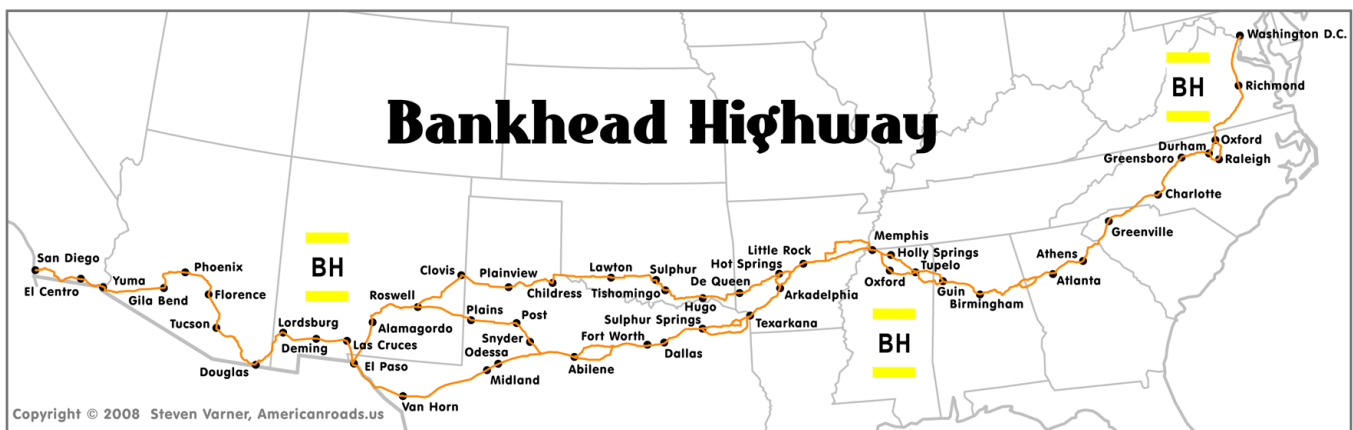 Bankhead Highway
BH
BH
BH
Washington D.C.
Richmond
Oxford
Durham
Raleigh
Greensboro
Charlotte
Greenville
Athens
Atlanta
Birmingham
Guin
Tupelo
Holly Springs
Oxford
Memphis
Little Rock
Hot Springs
De Queen
Arkadelphia
Hugo
Texarkana
Sulphur
Tishomingo
Lawton
Childress
Plainview
Clovis
Roswell
Alamagordo
Plains
Post
Snyder
Sulphur Springs
Fort Worth
Dallas
Abilene
Odessa
Midland
Van Horn
El Paso
Las Cruces
Deming
Lordsburg
Douglas
Tucson
Florence
Phoenix
Gila Bend
Yuma
El Centro
San Diego
Copyright © 2008 Steven Varner, Americanroads.us